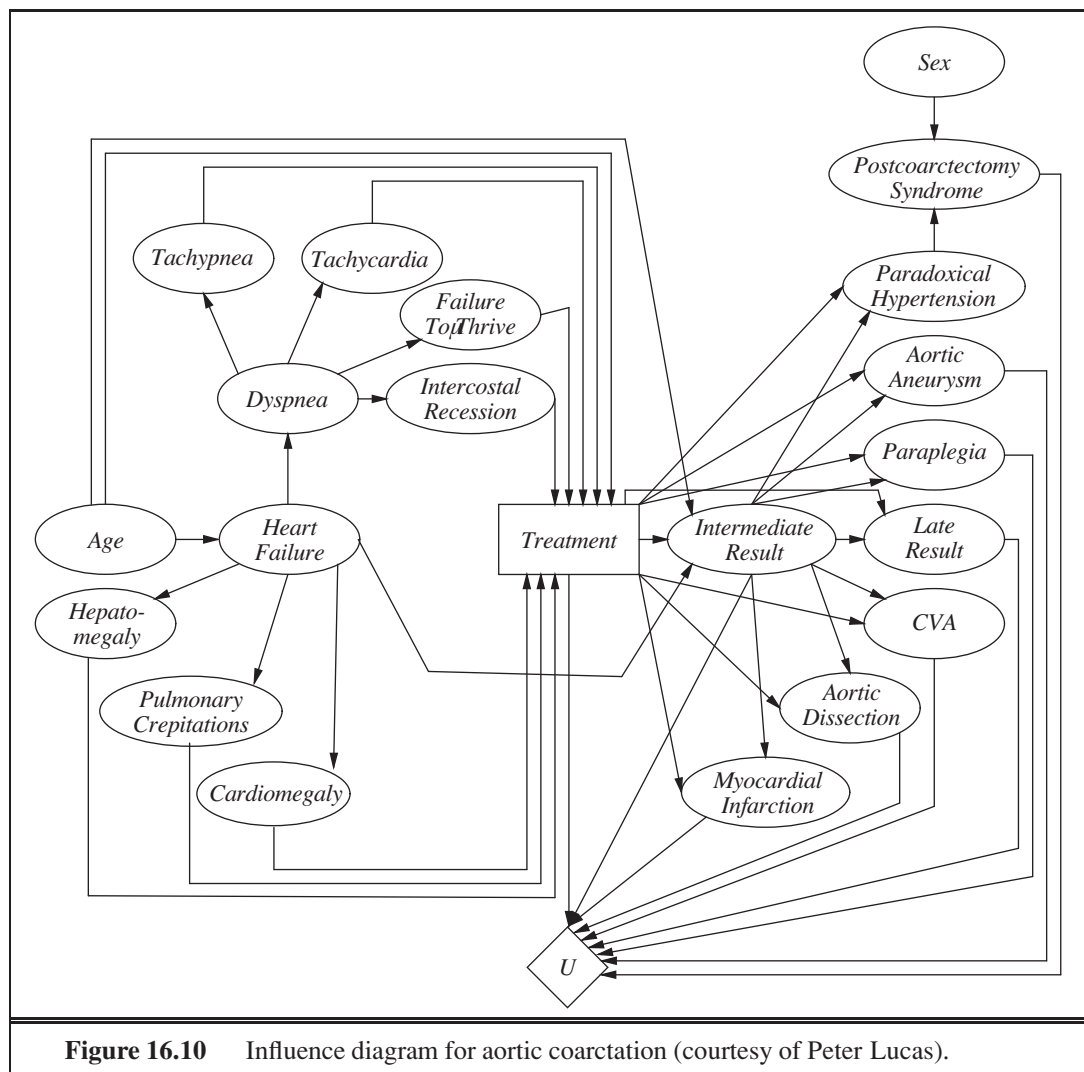 Sex
Postcoarctectomy
Syndrome
Tachypnea
Tachycardia
Paradoxical
Hypertension
Failure
ToμThrive
Aortic
Aneurysm
Dyspnea
Intercostal
Recession
Paraplegia
Age
Heart
Failure
Treatment
Intermediate
Result
Late
Result
Hepato-
megaly
CVA
Pulmonary
Crepitations
Aortic
Dissection
Cardiomegaly
Myocardial
Infarction
U
Figure 16.10 Influence diagram for aortic coarctation (courtesy of Peter Lucas).